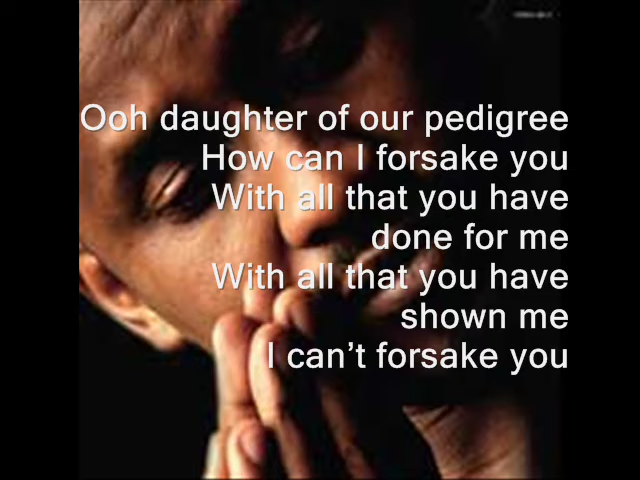 Ooh daughter of our pedigree
How can I forsake you
With all that you have
done for me
With all that you have
shown me
I can't forsake you